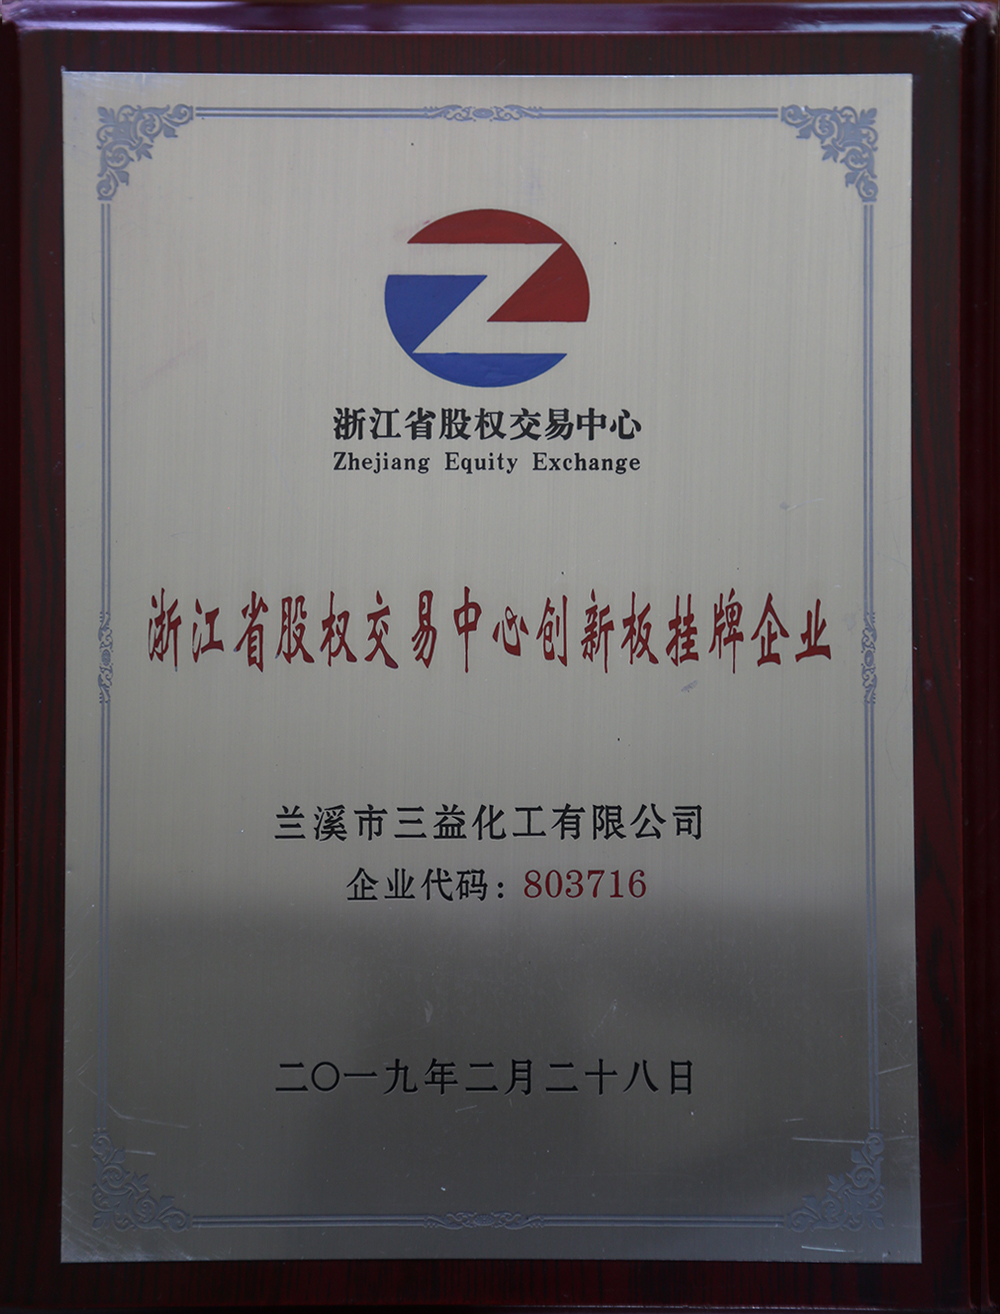 浙江省股权交易中心
Zhejiang Equity Exchange
浙江省股权交易中心创新板挂牌企业
兰溪市三益化工有限公司
企业代码：803716
二〇一九年二月二十八日